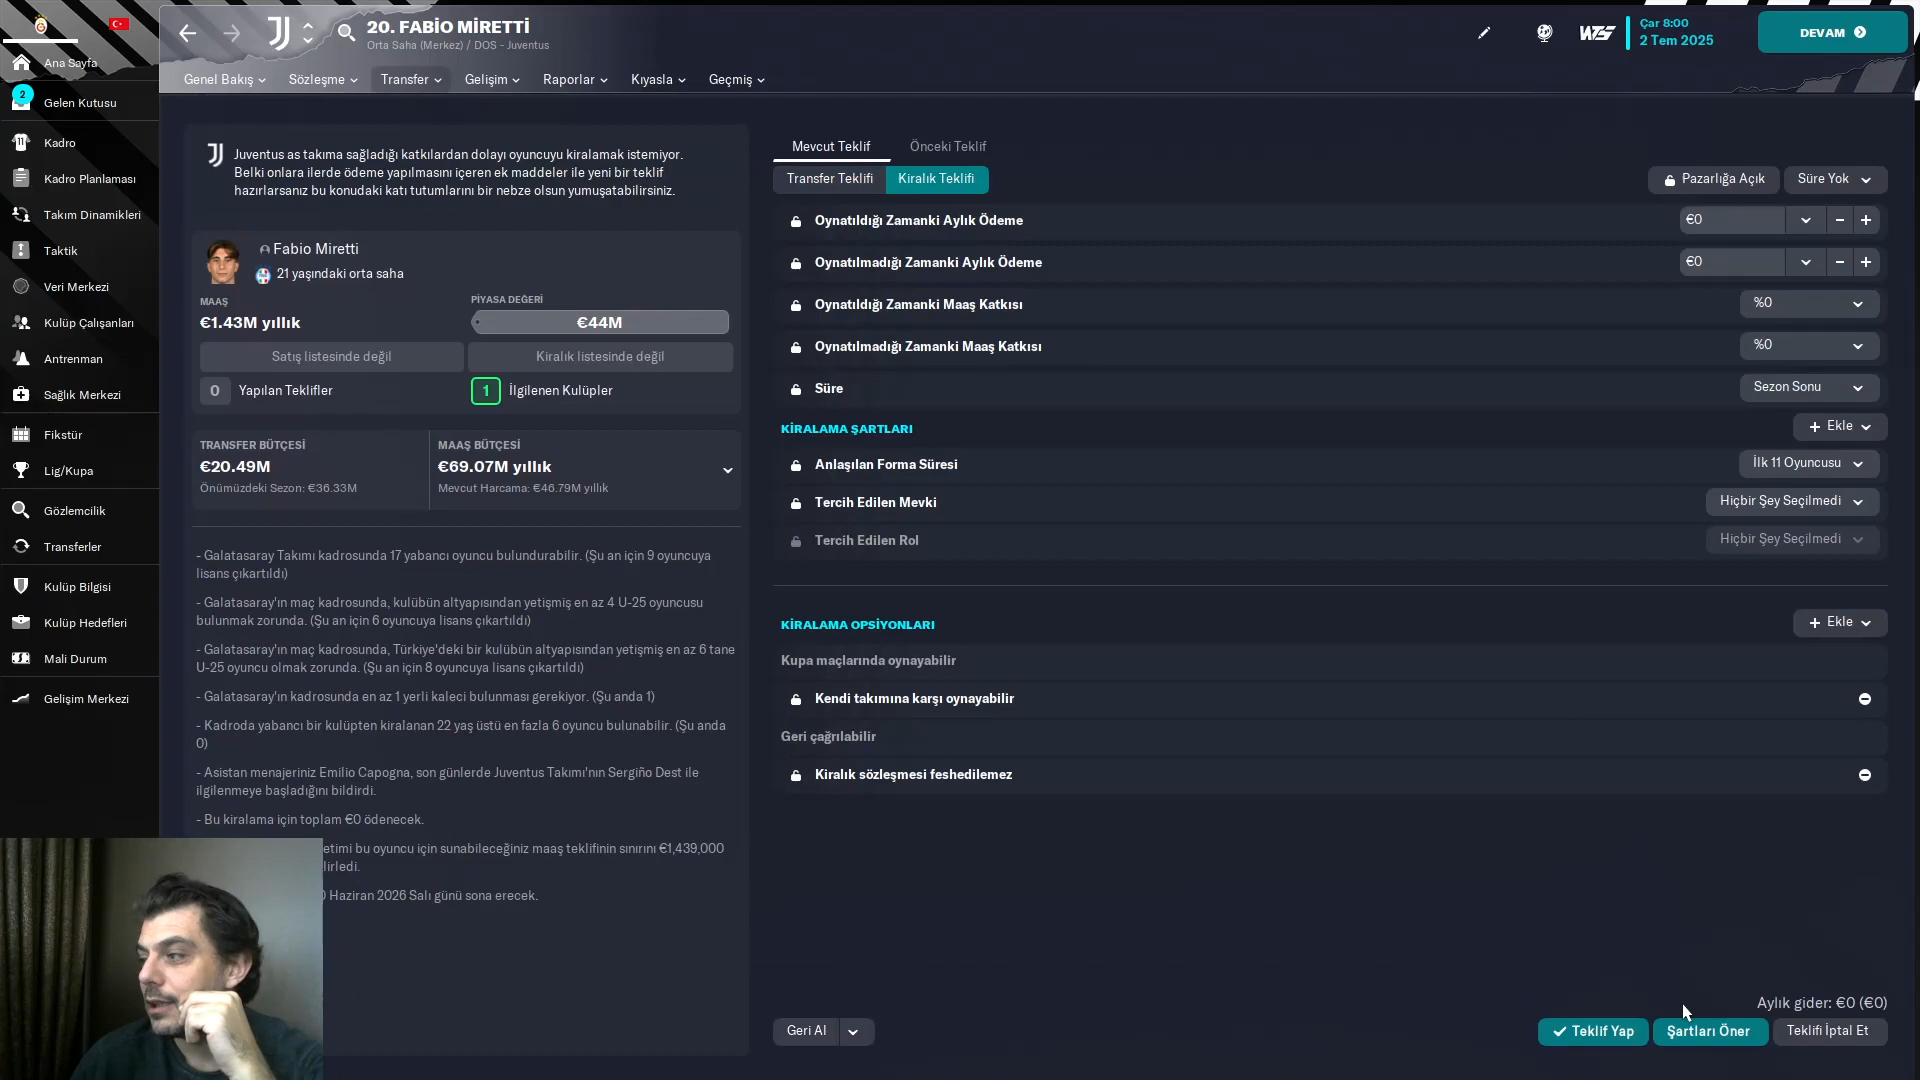 20. FABİO MİRETTİ
Orta Saha (Merkez) / DOS - Juventus
Çar 8:00
2 Tem 2025
DEVAM
Ana Sayfa
2
Gelen Kutusu
Kadro
Kadro Planlaması
Takım Dinamikleri
Taktik
Veri Merkezi
Kulüp Çalışanları
Antrenman
Sağlık Merkezi
Fikstür
Lig/Kupa
Gözlemcilik
Transferler
Kulüp Bilgisi
Kulüp Hedefleri
Mali Durum
Gelişim Merkezi
Genel Bakış
Sözleşme
Transfer
Gelişim
Raporlar
Kıyasla
Geçmiş
Juventus as takıma sağladığı katkılardan dolayı oyuncuyu kiralamak istemiyor.
Belki onlara ilerde ödeme yapılmasını içeren ek maddeler ile yeni bir teklif
hazırlarsanız bu konudaki katı tutumlarını bir nebze olsun yumuşatabilirsiniz.
Fabio Miretti
21 yaşındaki orta saha
MAAŞ
€1.43M yıllık
PİYASA DEĞERİ
€44M
Satış listesinde değil
Kiralık listesinde değil
0 Yapılan Teklifler
1 İlgilenen Kulüpler
TRANSFER BÜTÇESİ
€20.49M
Önümüzdeki Sezon: €36.33M
MAAŞ BÜTÇESİ
€69.07M yıllık
Mevcut Harcama: €46.79M yıllık
- Galatasaray Takımı kadrosunda 17 yabancı oyuncu bulundurabilir. (Şu an için 9 oyuncuya
lisans çıkartıldı)
- Galatasaray'ın maç kadrosunda, kulübün altyapısından yetişmiş en az 4 U-25 oyuncusu
bulunmak zorunda. (Şu an için 6 oyuncuya lisans çıkartıldı)
- Galatasaray'ın maç kadrosunda, Türkiye'deki bir kulübün altyapısından yetişmiş en az 6 tane
U-25 oyuncu olmak zorunda. (Şu an için 8 oyuncuya lisans çıkartıldı)
- Galatasaray'ın kadrosunda en az 1 yerli kaleci bulunması gerekiyor. (Şu anda 1)
- Kadroda yabancı bir kulüpten kiralanan 22 yaş üstü en fazla 6 oyuncu bulunabilir. (Şu anda
0)
- Asistan menajeriniz Emilio Capogna, son günlerde Juventus Takımı'nın Sergiño Dest ile
ilgilenmeye başladığını bildirdi.
- Bu kiralama için toplam €0 ödenecek.
etimi bu oyuncu için sunabileceğiniz maaş teklifinin sınırını €1,439,000
lirledi.
Haziran 2026 Salı günü sona erecek.
Mevcut Teklif
Önceki Teklif
Transfer Teklifi
Kiralık Teklifi
Pazarlığa Açık
Süre Yok
Oynatıldığı Zamanki Aylık Ödeme
€0
Oynatılmadığı Zamanki Aylık Ödeme
€0
Oynatıldığı Zamanki Maaş Katkısı
%0
Oynatılmadığı Zamanki Maaş Katkısı
%0
Süre
Sezon Sonu
KİRALAMA ŞARTLARI
+ Ekle
Anlaşılan Forma Süresi
İlk 11 Oyuncusu
Tercih Edilen Mevki
Hiçbir Şey Seçilmedi
Tercih Edilen Rol
Hiçbir Şey Seçilmedi
KİRALAMA OPSİYONLARI
+ Ekle
Kupa maçlarında oynayabilir
Kendi takımına karşı oynayabilir
Geri çağrılabilir
Kiralık sözleşmesi feshedilemez
Aylık gider: €0 (€0)
Geri Al
Teklif Yap
Şartları Öner
Teklifi İptal Et